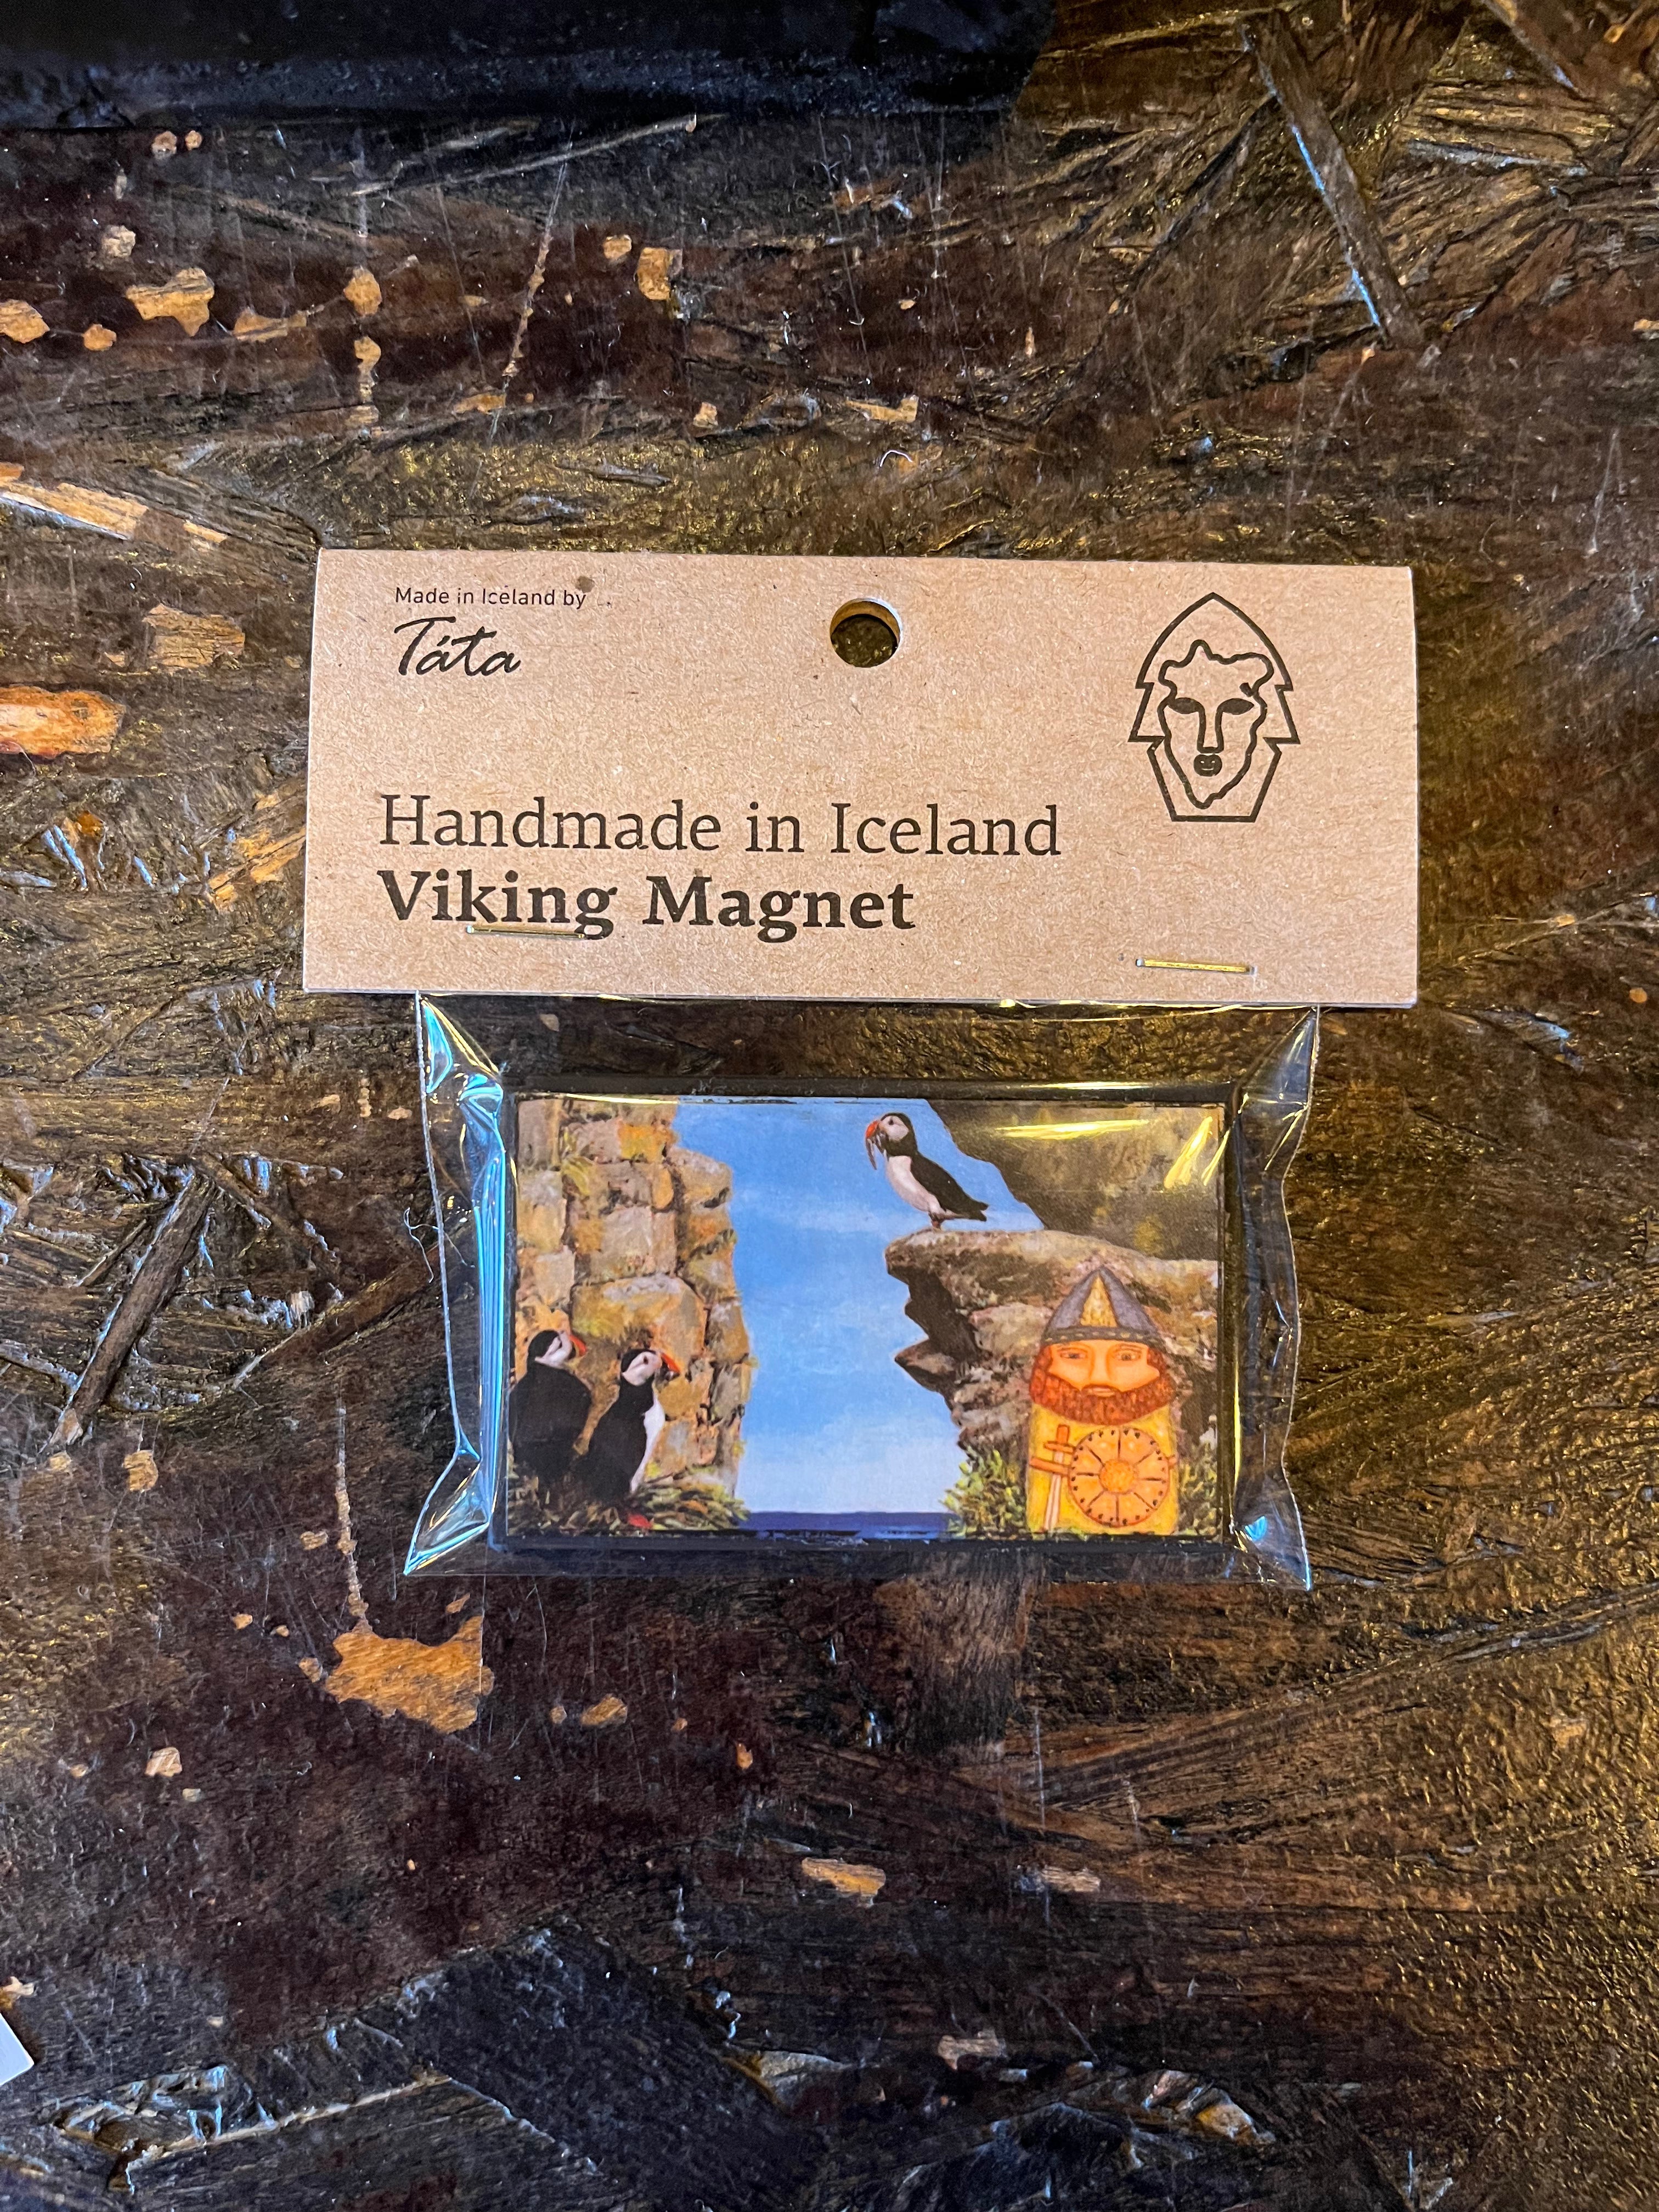 Made in Iceland by
Táta
Handmade in Iceland
Viking Magnet